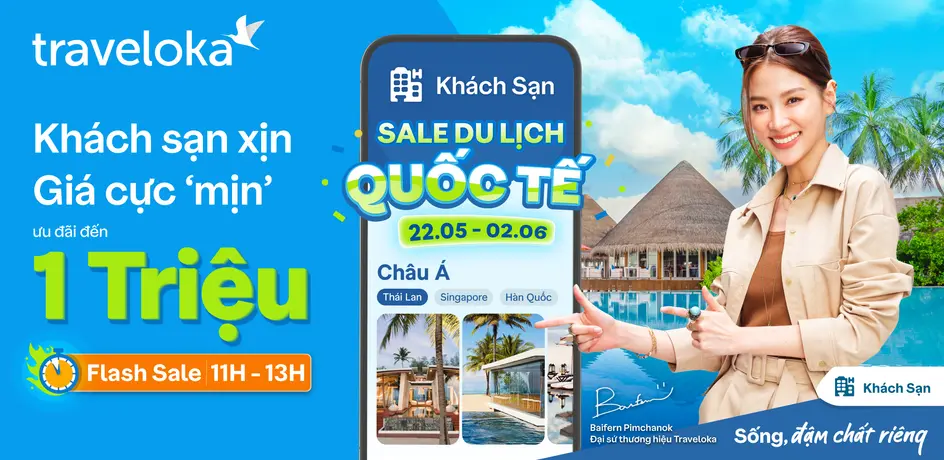 traveloka
Khách sạn xịn
Giá cực ‘mịn’
ưu đãi đến
1 Triệu
Flash Sale | 11H - 13H
Khách Sạn
SALE DU LỊCH
QUỐC TẾ
22.05 - 02.06
Châu Á
Thái Lan
Singapore
Hàn Quốc
Baifern
Baifern Pimchanok
Đại sứ thương hiệu Traveloka
Khách Sạn
Sống, đậm chất riêng